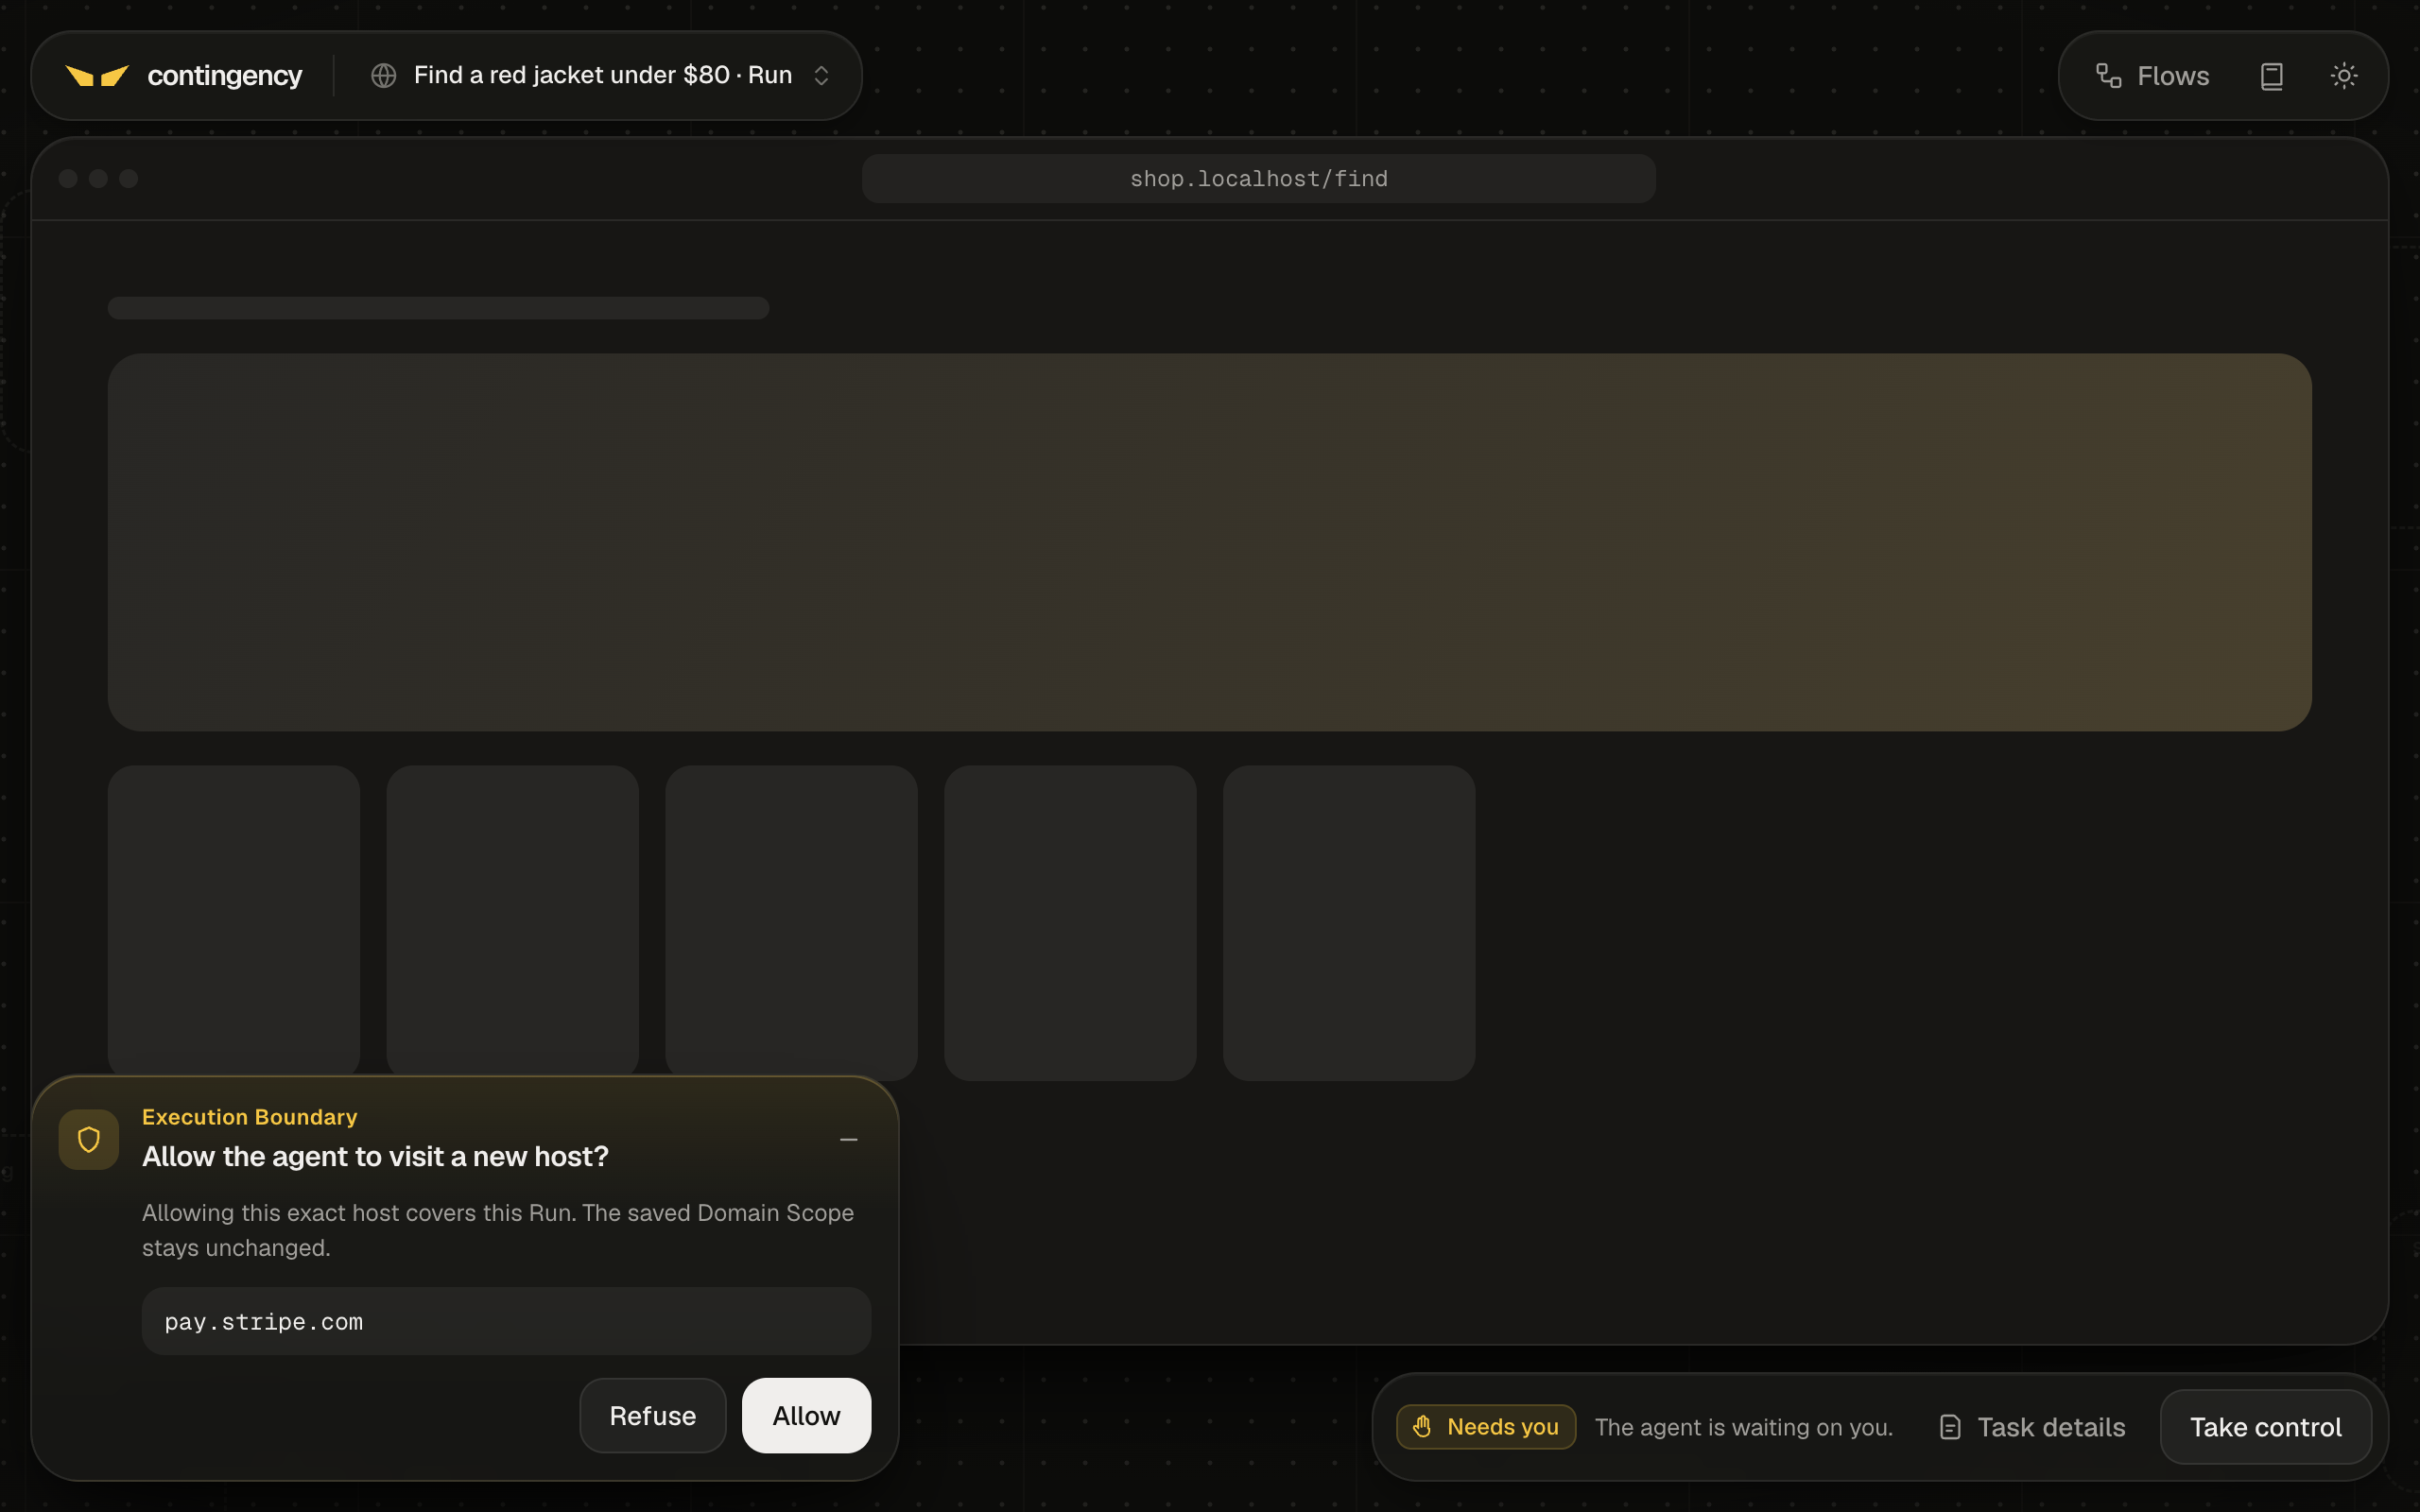 contingency
Find a red jacket under $80 · Run
Flows
shop.localhost/find
Execution Boundary
Allow the agent to visit a new host?
Allowing this exact host covers this Run. The saved Domain Scope
stays unchanged.
pay.stripe.com
Refuse
Allow
Needs you
The agent is waiting on you.
Task details
Take control